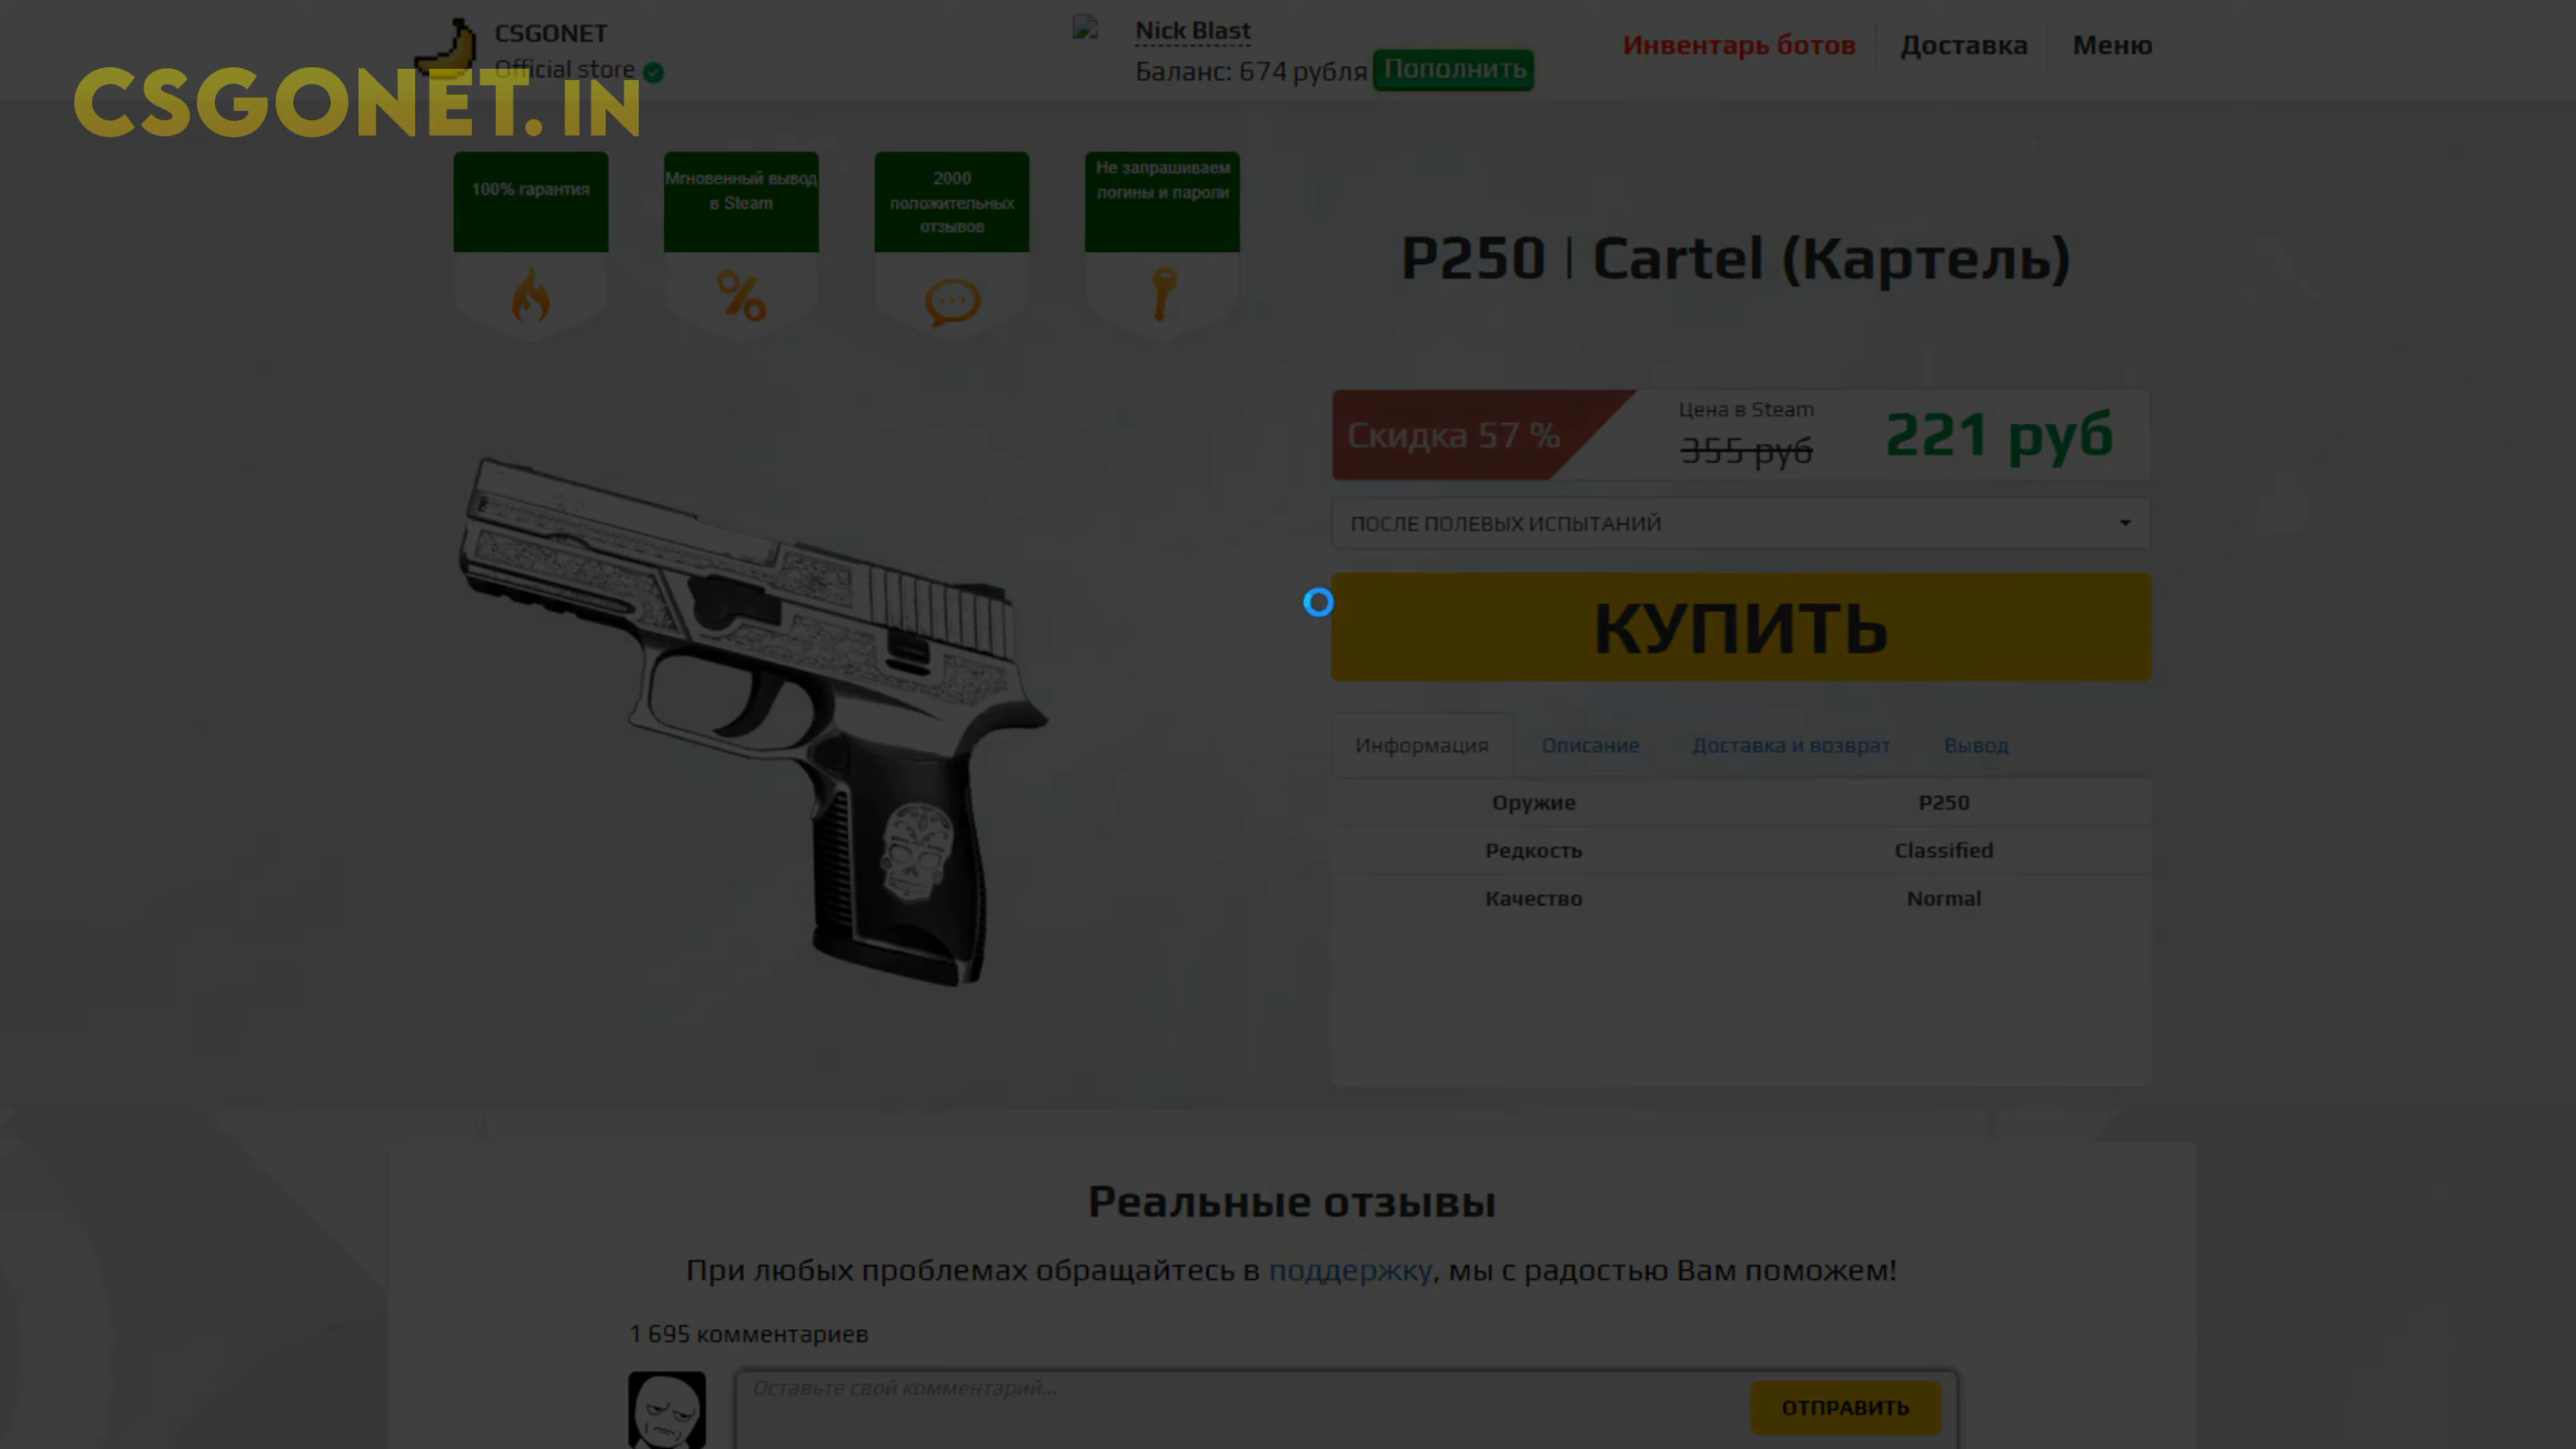 CSGONET
Official store
CSGONET.IN
Nick Blast
Баланс: 674 рубля Пополнить
Инвентарь ботов
Доставка
Меню
100% гарантия
Мгновенный вывод
в Steam
2000
положительных
отзывов
Не запрашиваем
логины и пароли
P250 | Cartel (Картель)
Скидка 57 %
Цена в Steam
355 руб
221 руб
ПОСЛЕ ПОЛЕВЫХ ИСПЫТАНИЙ
КУПИТЬ
Информация
Описание
Доставка и возврат
Вывод
Оружие P250
Редкость Classified
Качество Normal
Реальные отзывы
При любых проблемах обращайтесь в поддержку, мы с радостью Вам поможем!
1 695 комментариев
Оставьте свой комментарий...
ОТПРАВИТЬ